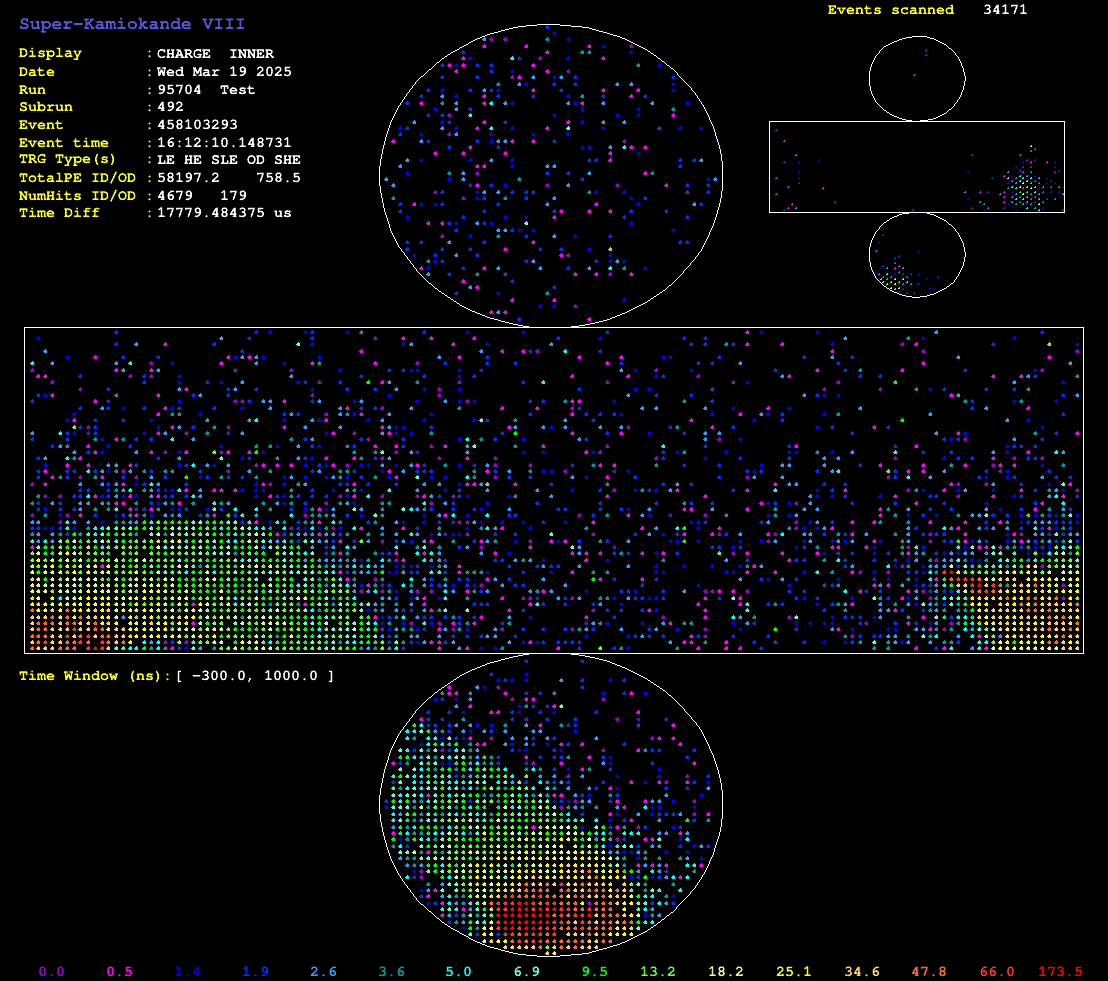 Super-Kamiokande VIII
Events scanned 34171
Display : CHARGE INNER
Date : Wed Mar 19 2025
Run : 95704 Test
Subrun : 492
Event : 458103293
Event time : 16:12:10.148731
TRG Type(s) : LE HE SLE OD SHE
TotalPE ID/OD : 58197.2 758.5
NumHits ID/OD : 4679 179
Time Diff : 17779.484375 us
Time Window (ns): [ -300.0, 1000.0 ]
0.0 0.5 1.4 1.9 2.6 3.6 5.0 6.9 9.5 13.2 18.2 25.1 34.6 47.8 66.0 173.5